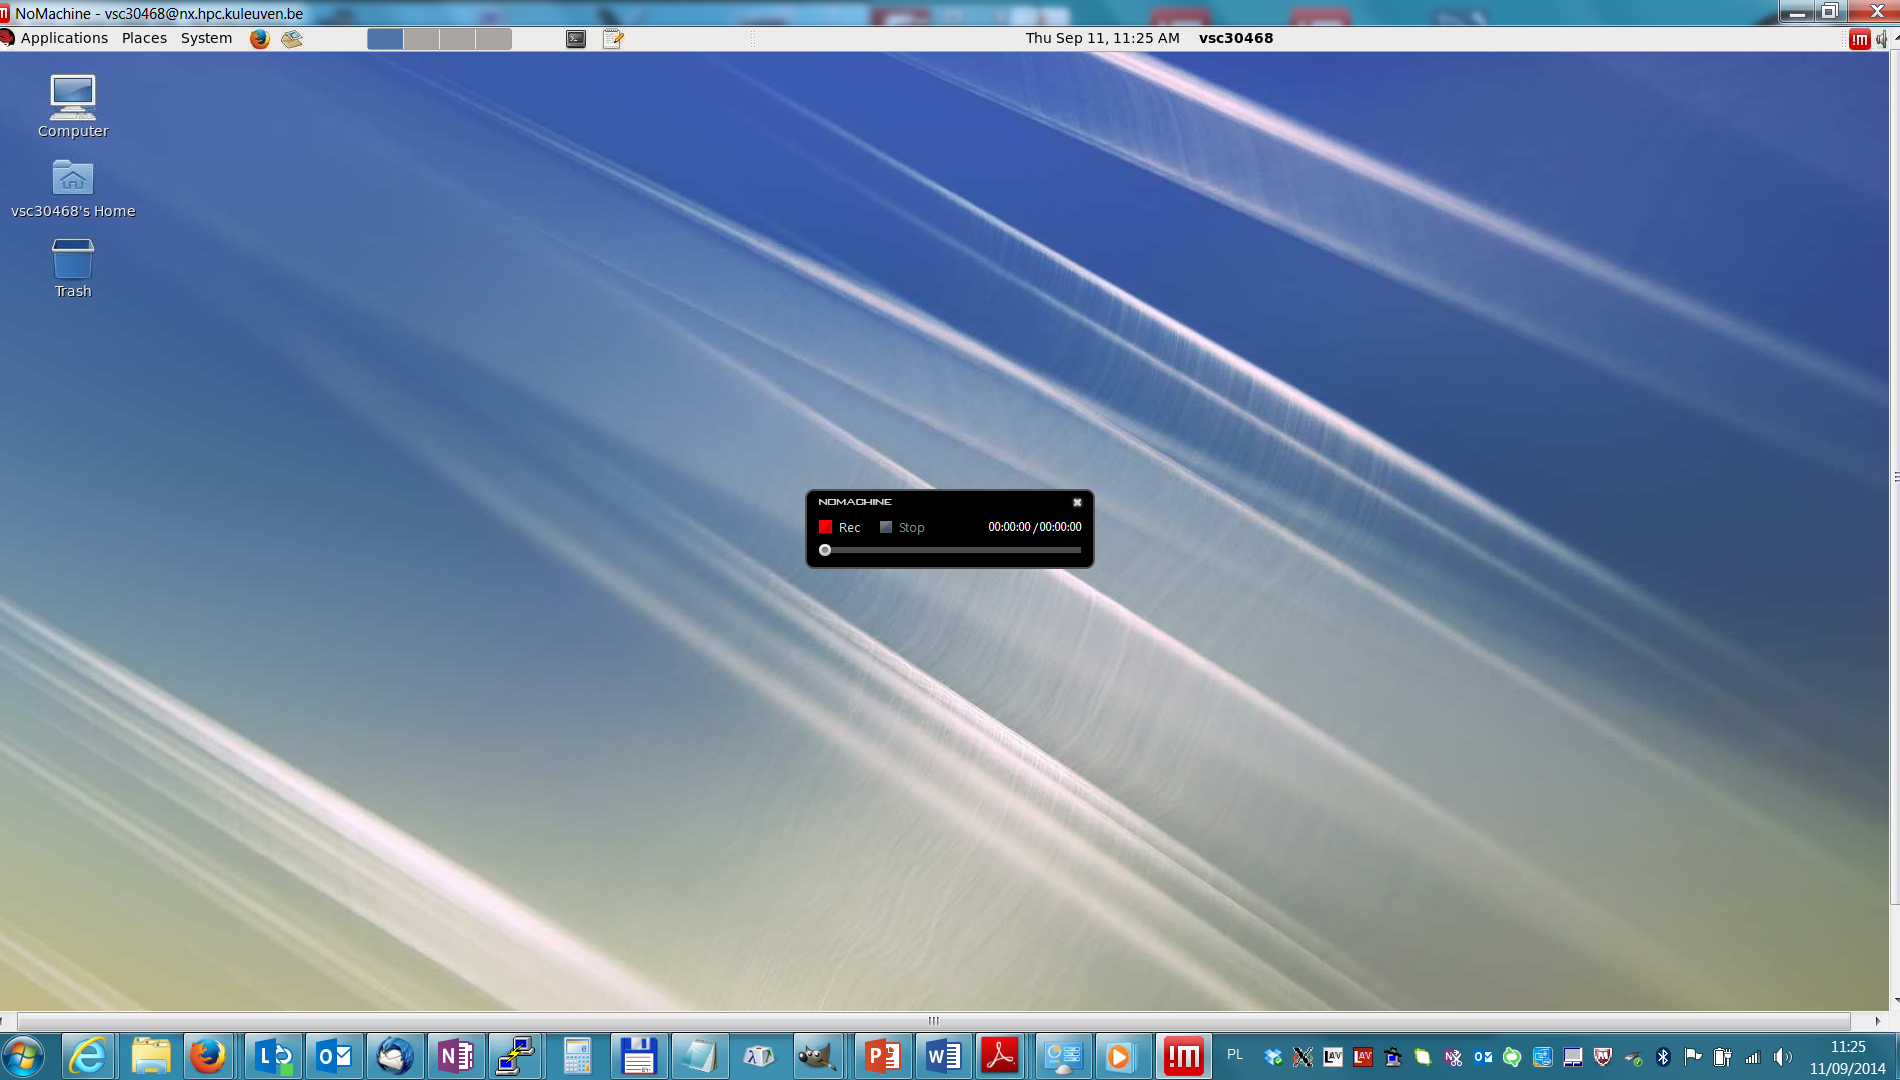 NoMachine - vsc30468@nx.hpc.kuleuven.be
Applications Places System Thu Sep 11, 11:25 AM vsc30468 !m
Computer
vsc30468's Home
Trash
NOMACHINE
Rec Stop 00:00:00 / 00:00:00
PL 11:25
11/09/2014